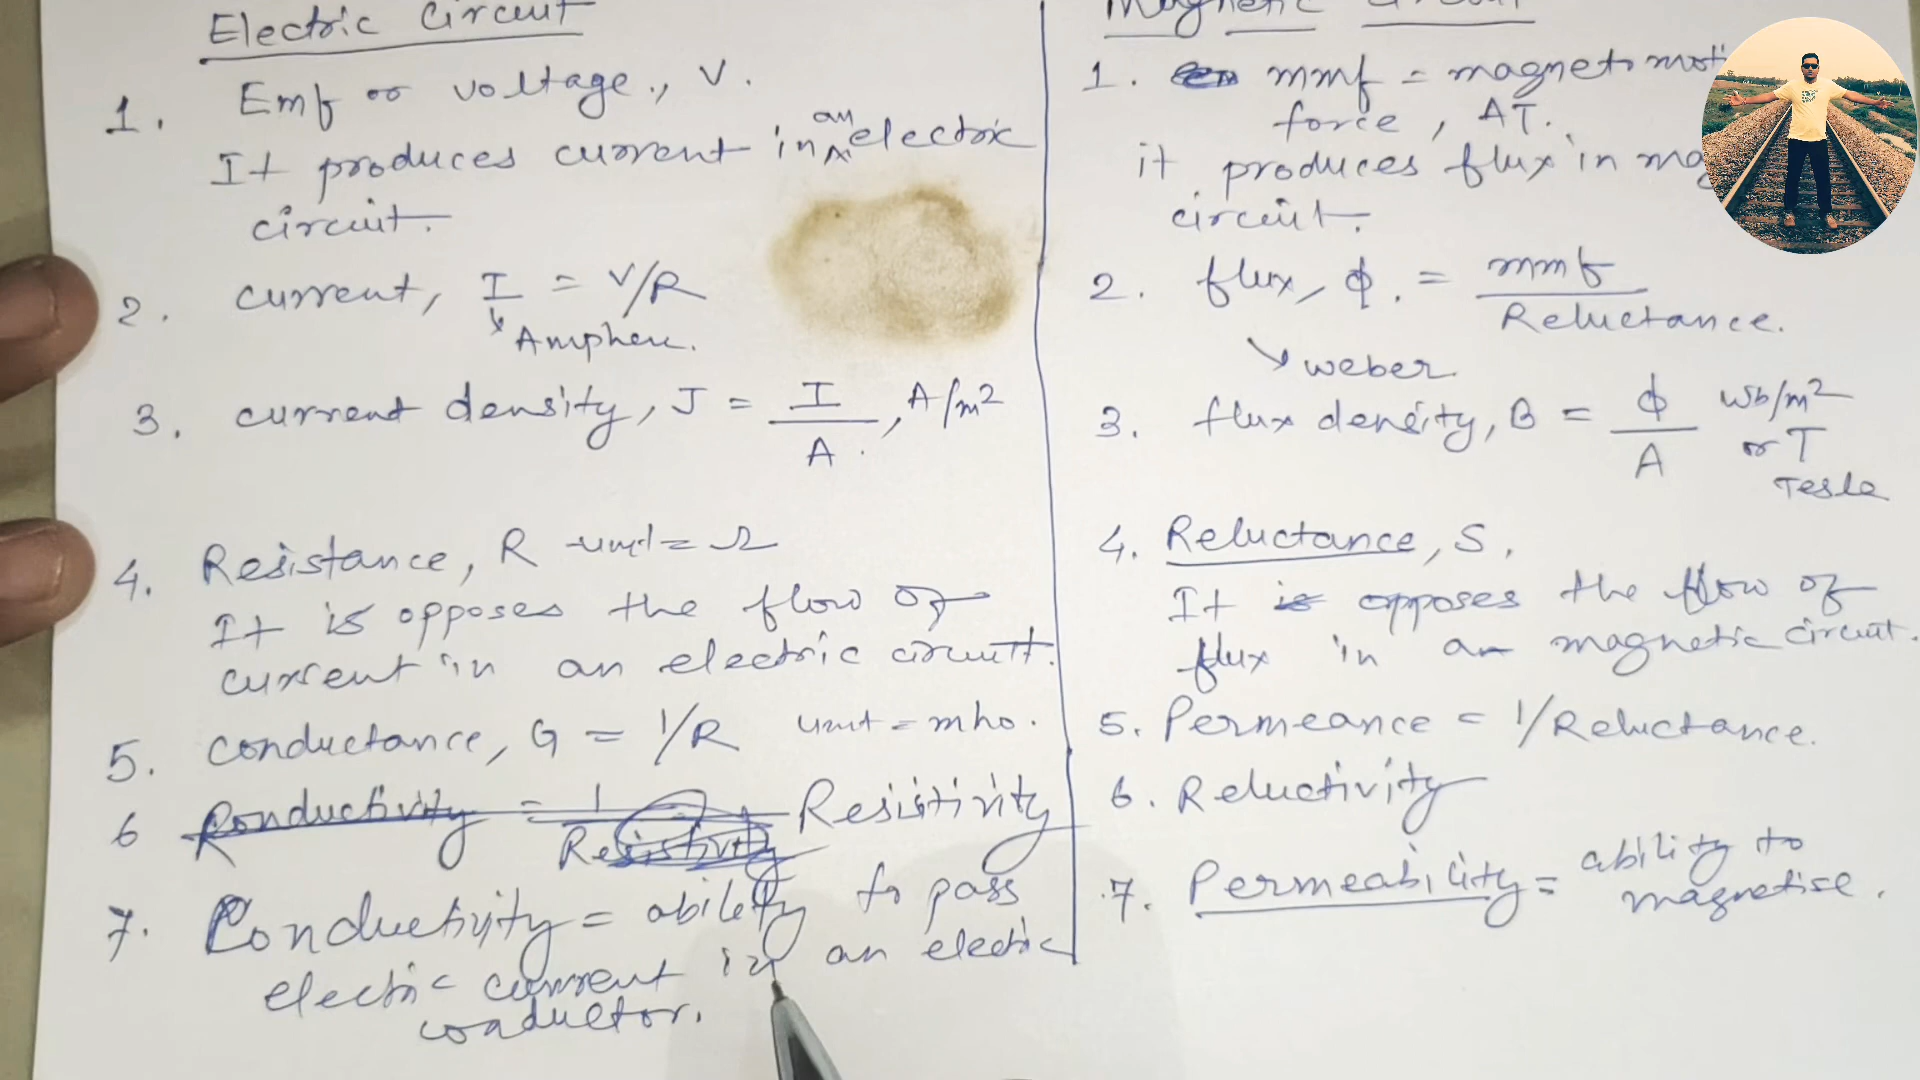 Electric Circuit
1. Emf or voltage, V.
It produces current in an electric
circuit.
2. current, I = V/R
Amphere.
3. current density, J = I/A, A/m²
4. Resistance, R unit = Ω
It is opposes the flow of
current in an electric circuit.
5. conductance, G = 1/R unit = mho.
6 Conductivity = 1/Resistivity Resistivity
7. Conductivity = ability to pass
electric current in an electric
conductor.
Magnetic Circuit
1. mmf = magneto moti
force, AT.
it produces flux in mag
circuit.
2. flux, ϕ. = mmf/Reluctance.
weber
3. flux density, B = ϕ/A Wb/m²
or T
Tesla
4. Reluctance, S,
It is opposes the flow of
flux in a magnetic circuit.
5. Permeance = 1/Reluctance.
6. Reluctivity
7. Permeability = ability to
magnetise.